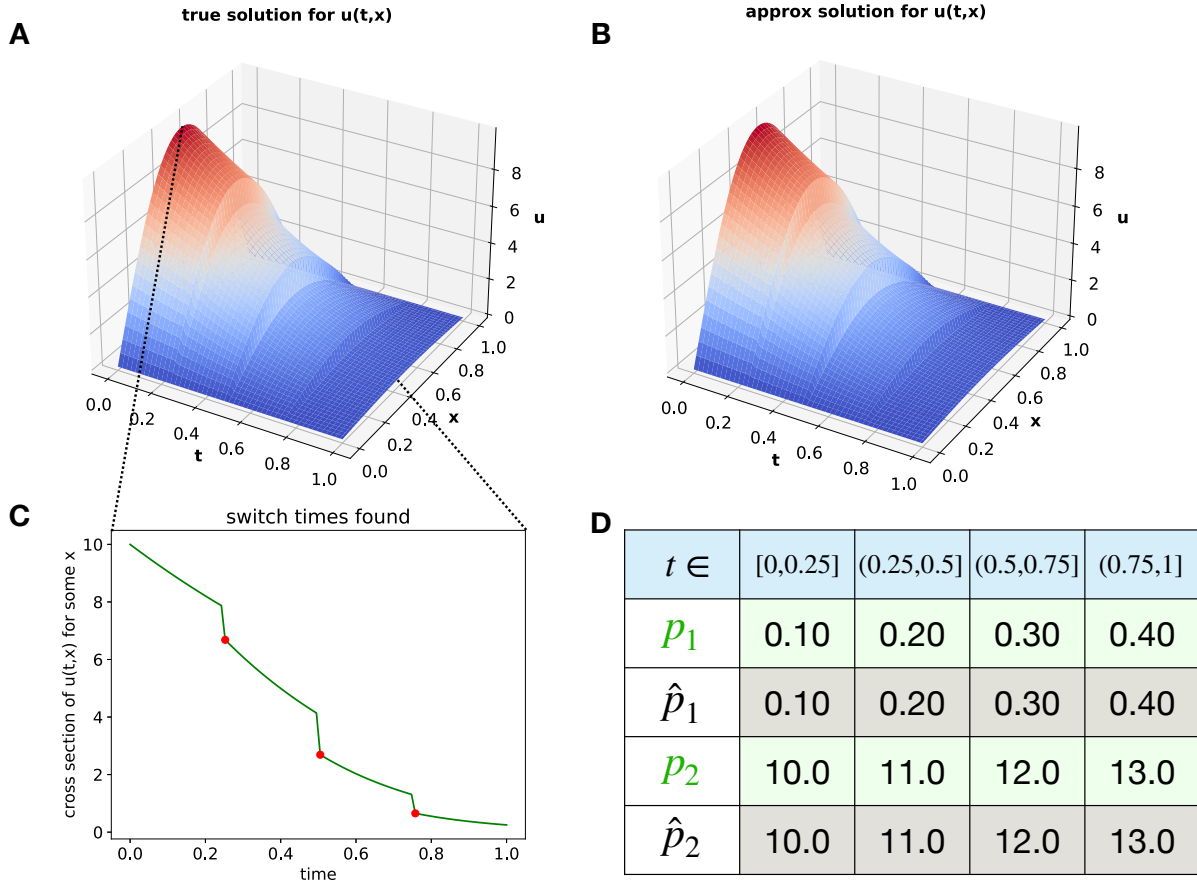 true solution for u(t,x)
approx solution for u(t,x)
A
B
8
6
4
2
0
u
0.0
0.2
0.4
0.6
0.8
1.0
t
0.0
0.2
0.4
0.6
0.8
1.0
x
8
6
4
2
0
u
0.0
0.2
0.4
0.6
0.8
1.0
t
0.0
0.2
0.4
0.6
0.8
1.0
x
C
switch times found
10
8
6
4
2
0
cross section of u(t,x) for some x
0.0 0.2 0.4 0.6 0.8 1.0
time
D
t ∈ [0,0.25] (0.25,0.5] (0.5,0.75] (0.75,1]
p₁ 0.10 0.20 0.30 0.40
p̂₁ 0.10 0.20 0.30 0.40
p₂ 10.0 11.0 12.0 13.0
p̂₂ 10.0 11.0 12.0 13.0